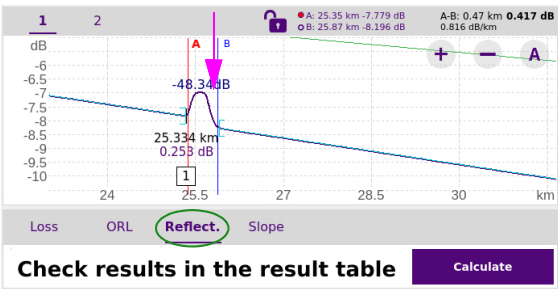 1 2
A: 25.35 km -7.779 dB
B: 25.87 km -8.196 dB
A-B: 0.47 km 0.417 dB
0.816 dB/km
dB
A B
+ − A
-6
-6.5
-7
-7.5
-8
-8.5
-9
-9.5
-10
-48.34dB
25.334 km
0.253 dB
1
24 25.5 27 28.5 30 km
Loss ORL Reflect. Slope
Check results in the result table
Calculate